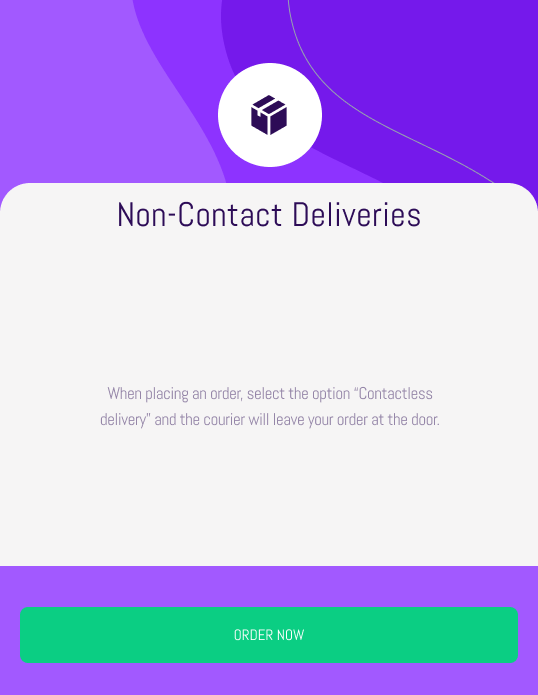 Non-Contact Deliveries
When placing an order, select the option “Contactless
delivery” and the courier will leave your order at the door.
ORDER NOW